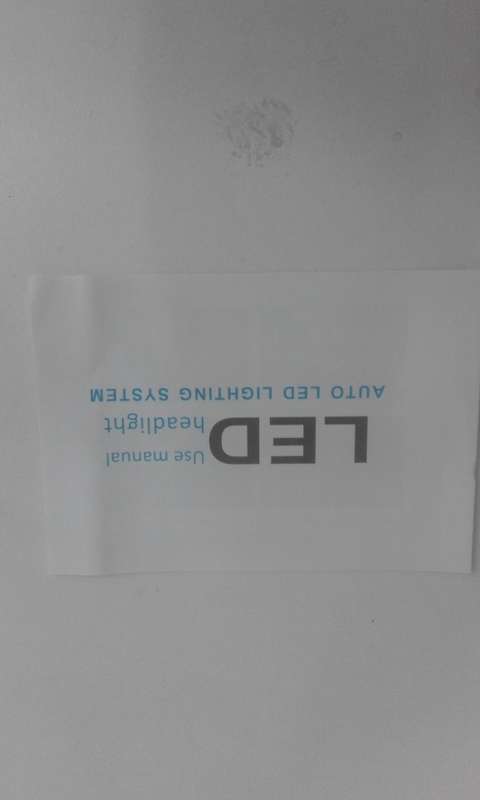 LED Use manual
headlight
AUTO LED LIGHTING SYSTEM